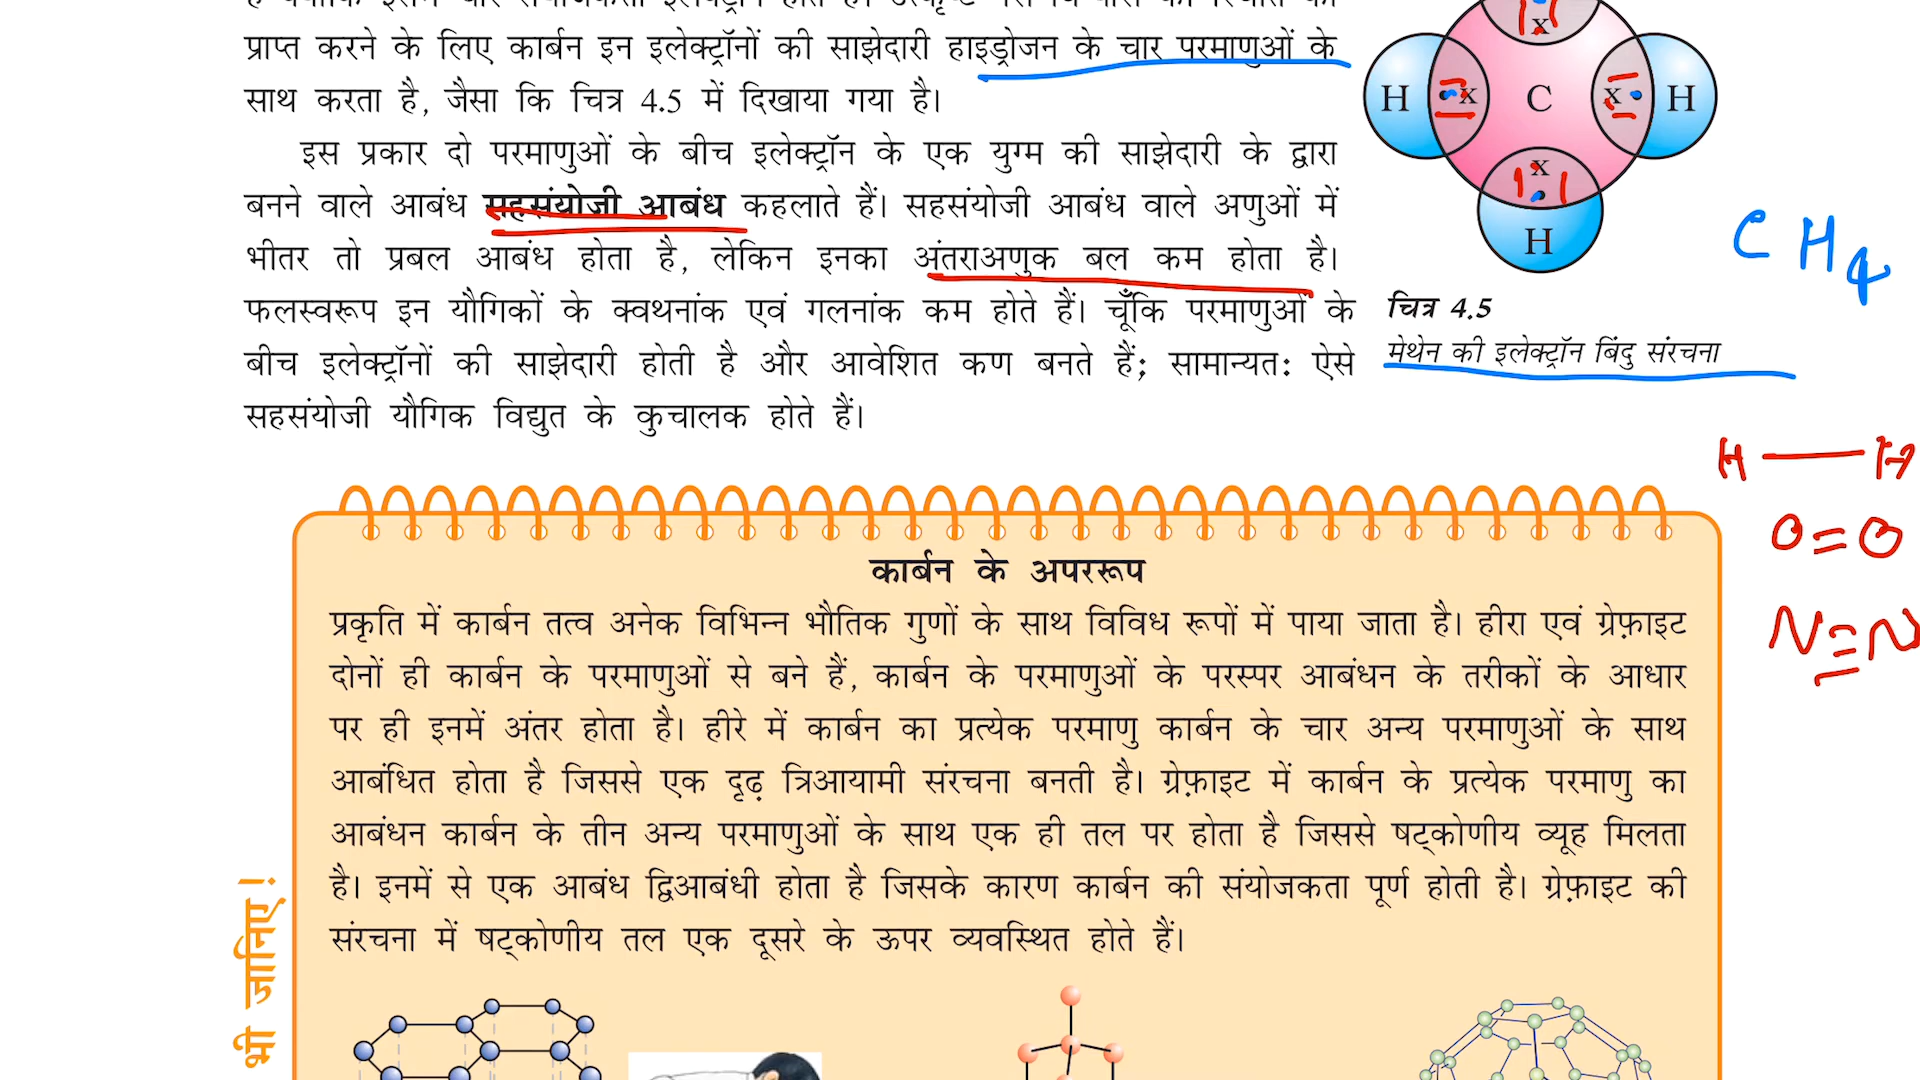 प्राप्त करने के लिए कार्बन इन इलेक्ट्रॉनों की साझेदारी हाइड्रोजन के चार परमाणुओं के
साथ करता है, जैसा कि चित्र 4.5 में दिखाया गया है।
इस प्रकार दो परमाणुओं के बीच इलेक्ट्रॉन के एक युग्म की साझेदारी के द्वारा
बनने वाले आबंध सहसंयोजी आबंध कहलाते हैं। सहसंयोजी आबंध वाले अणुओं में
भीतर तो प्रबल आबंध होता है, लेकिन इनका अंतराअणुक बल कम होता है।
फलस्वरूप इन यौगिकों के क्वथनांक एवं गलनांक कम होते हैं। चूँकि परमाणुओं के
बीच इलेक्ट्रॉनों की साझेदारी होती है और आवेशित कण बनते हैं; सामान्यत: ऐसे
सहसंयोजी यौगिक विद्युत के कुचालक होते हैं।
x
H x C x H
x
H
CH4
चित्र 4.5
मेथेन की इलेक्ट्रॉन बिंदु संरचना
H — H
O = O
N ≡ N
कार्बन के अपररूप
प्रकृति में कार्बन तत्व अनेक विभिन्न भौतिक गुणों के साथ विविध रूपों में पाया जाता है। हीरा एवं ग्रेफ़ाइट
दोनों ही कार्बन के परमाणुओं से बने हैं, कार्बन के परमाणुओं के परस्पर आबंधन के तरीकों के आधार
पर ही इनमें अंतर होता है। हीरे में कार्बन का प्रत्येक परमाणु कार्बन के चार अन्य परमाणुओं के साथ
आबंधित होता है जिससे एक दृढ़ त्रिआयामी संरचना बनती है। ग्रेफ़ाइट में कार्बन के प्रत्येक परमाणु का
आबंधन कार्बन के तीन अन्य परमाणुओं के साथ एक ही तल पर होता है जिससे षट्कोणीय व्यूह मिलता
है। इनमें से एक आबंध द्विआबंधी होता है जिसके कारण कार्बन की संयोजकता पूर्ण होती है। ग्रेफ़ाइट की
संरचना में षट्कोणीय तल एक दूसरे के ऊपर व्यवस्थित होते हैं।
भी जानिए!